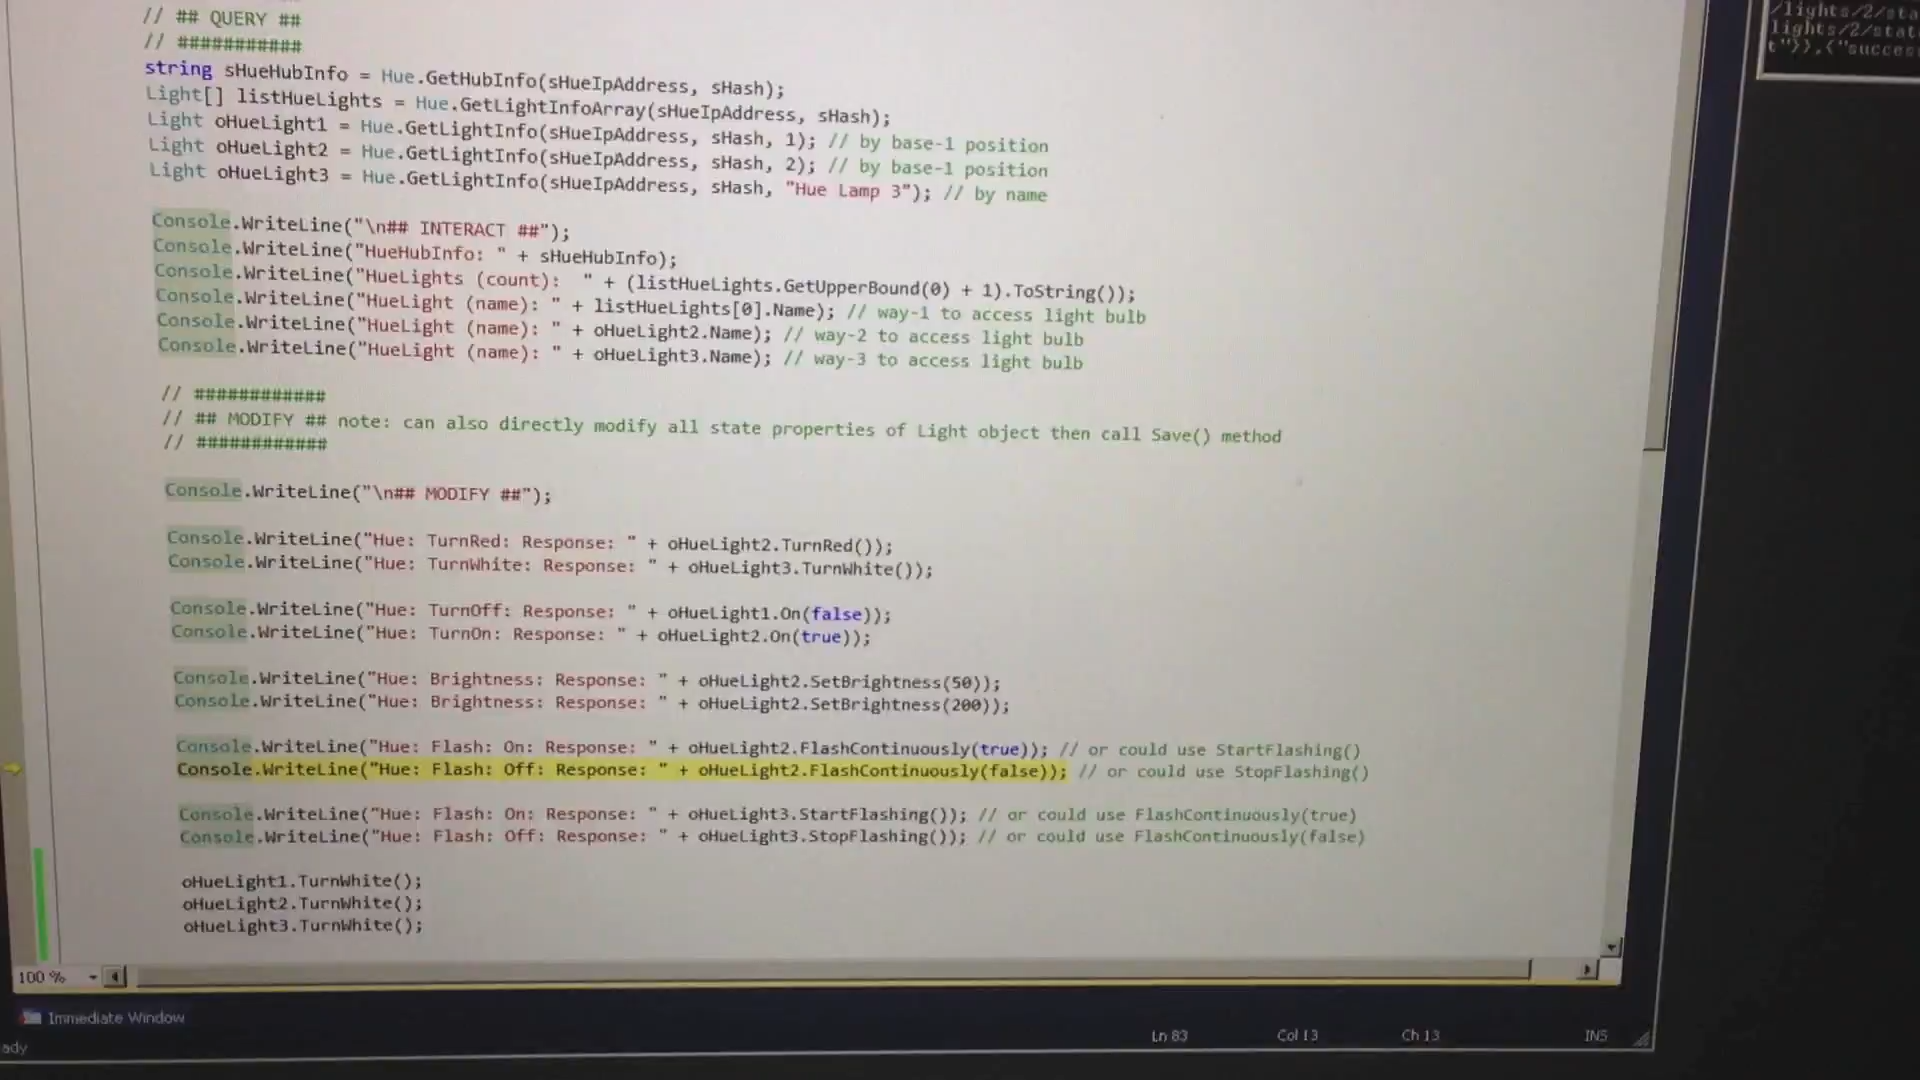 // ## QUERY ##
// ###########
string sHueHubInfo = Hue.GetHubInfo(sHueIpAddress, sHash);
Light[] listHueLights = Hue.GetLightInfoArray(sHueIpAddress, sHash);
Light oHueLight1 = Hue.GetLightInfo(sHueIpAddress, sHash, 1); // by base-1 position
Light oHueLight2 = Hue.GetLightInfo(sHueIpAddress, sHash, 2); // by base-1 position
Light oHueLight3 = Hue.GetLightInfo(sHueIpAddress, sHash, "Hue Lamp 3"); // by name
Console.WriteLine("\n## INTERACT ##");
Console.WriteLine("HueHubInfo: " + sHueHubInfo);
Console.WriteLine("HueLights (count):  " + (listHueLights.GetUpperBound(0) + 1).ToString());
Console.WriteLine("HueLight (name): " + listHueLights[0].Name); // way-1 to access light bulb
Console.WriteLine("HueLight (name): " + oHueLight2.Name); // way-2 to access light bulb
Console.WriteLine("HueLight (name): " + oHueLight3.Name); // way-3 to access light bulb
// ############
// ## MODIFY ## note: can also directly modify all state properties of Light object then call Save() method
// ############
Console.WriteLine("\n## MODIFY ##");
Console.WriteLine("Hue: TurnRed: Response: " + oHueLight2.TurnRed());
Console.WriteLine("Hue: TurnWhite: Response: " + oHueLight3.TurnWhite());
Console.WriteLine("Hue: TurnOff: Response: " + oHueLight1.On(false));
Console.WriteLine("Hue: TurnOn: Response: " + oHueLight2.On(true));
Console.WriteLine("Hue: Brightness: Response: " + oHueLight2.SetBrightness(50));
Console.WriteLine("Hue: Brightness: Response: " + oHueLight2.SetBrightness(200));
Console.WriteLine("Hue: Flash: On: Response: " + oHueLight2.FlashContinuously(true)); // or could use StartFlashing()
Console.WriteLine("Hue: Flash: Off: Response: " + oHueLight2.FlashContinuously(false)); // or could use StopFlashing()
Console.WriteLine("Hue: Flash: On: Response: " + oHueLight3.StartFlashing()); // or could use FlashContinuously(true)
Console.WriteLine("Hue: Flash: Off: Response: " + oHueLight3.StopFlashing()); // or could use FlashContinuously(false)
oHueLight1.TurnWhite();
oHueLight2.TurnWhite();
oHueLight3.TurnWhite();
100 %
Immediate Window
ady
Ln 83 Col 13 Ch 13 INS
/lights/2/sta
lights/2/stat
t"}},{"succes